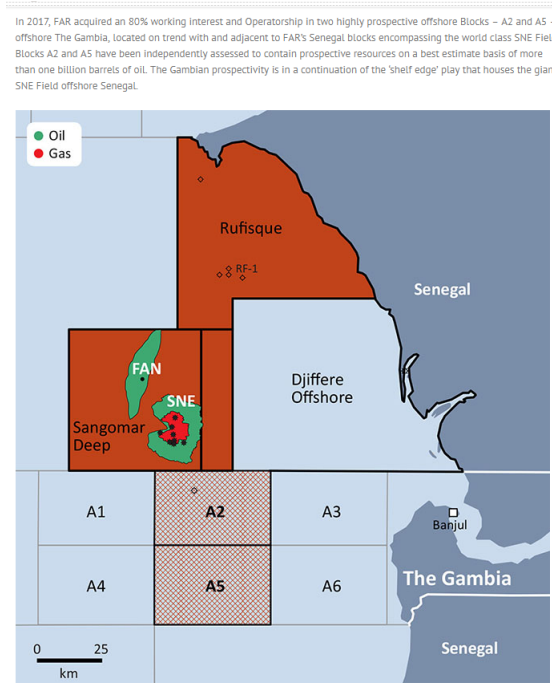 In 2017, FAR acquired an 80% working interest and Operatorship in two highly prospective offshore Blocks – A2 and A5 -
offshore The Gambia, located on trend with and adjacent to FAR's Senegal blocks encompassing the world class SNE Fiel
Blocks A2 and A5 have been independently assessed to contain prospective resources on a best estimate basis of more
than one billion barrels of oil. The Gambian prospectivity is in a continuation of the 'shelf edge' play that houses the gian
SNE Field offshore Senegal.
Oil
Gas
Rufisque
RF-1
Senegal
FAN
SNE
Djiffere
Offshore
Sangomar
Deep
A1
A2
A3
Banjul
A4
A5
A6
The Gambia
0
25
km
Senegal